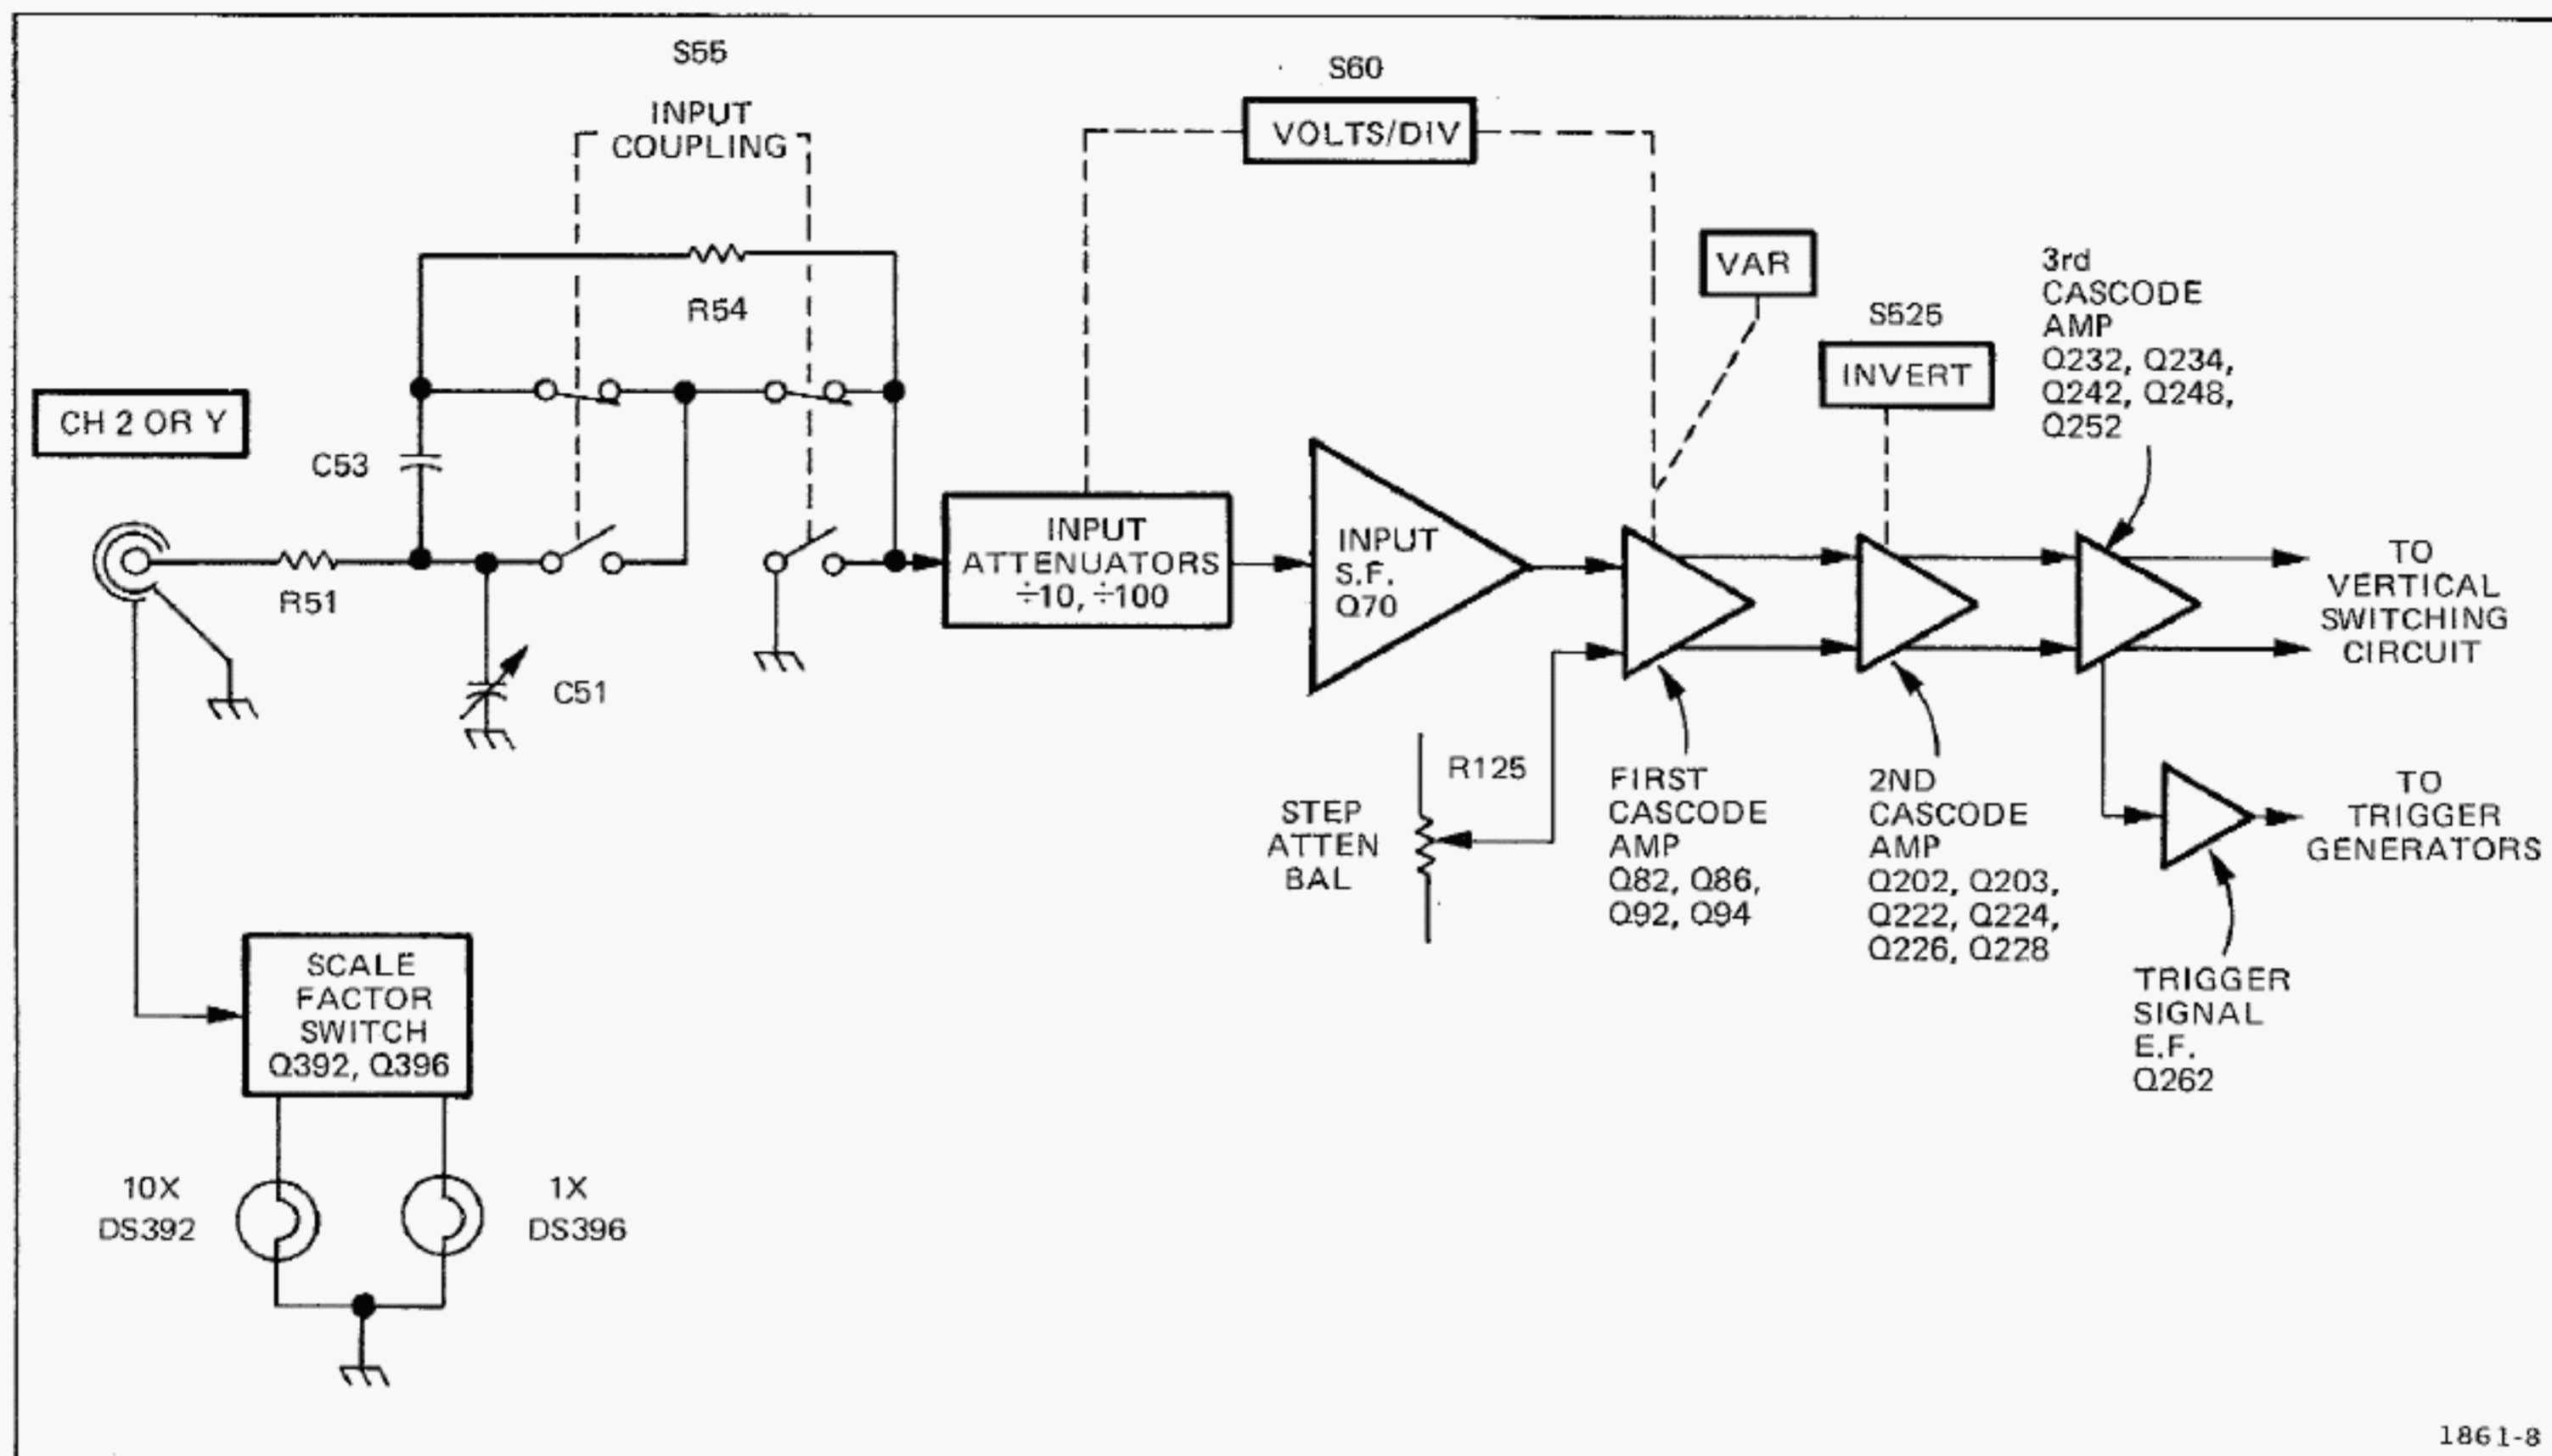 S55
INPUT
COUPLING
S60
VOLTS/DIV
VAR
S525
INVERT
3rd
CASCODE
AMP
Q232, Q234,
Q242, Q248,
Q252
R54
CH 2 OR Y
C53
R51
C51
INPUT
ATTENUATORS
÷10, ÷100
INPUT
S.F.
Q70
TO
VERTICAL
SWITCHING
CIRCUIT
R125
STEP
ATTEN
BAL
FIRST
CASCODE
AMP
Q82, Q86,
Q92, Q94
2ND
CASCODE
AMP
Q202, Q203,
Q222, Q224,
Q226, Q228
TO
TRIGGER
GENERATORS
TRIGGER
SIGNAL
E.F.
Q262
SCALE
FACTOR
SWITCH
Q392, Q396
10X
DS392
1X
DS396
1861-8